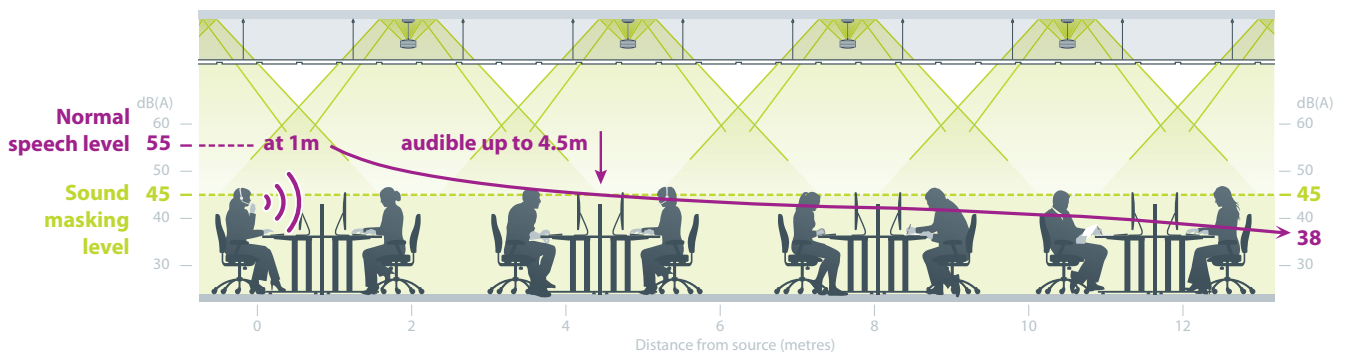 dB(A)
dB(A)
60
60
Normal
speech level 55
at 1m
audible up to 4.5m
50
50
Sound
masking
level
45
45
40
40
38
30
30
0
2
4
6
8
10
12
Distance from source (metres)